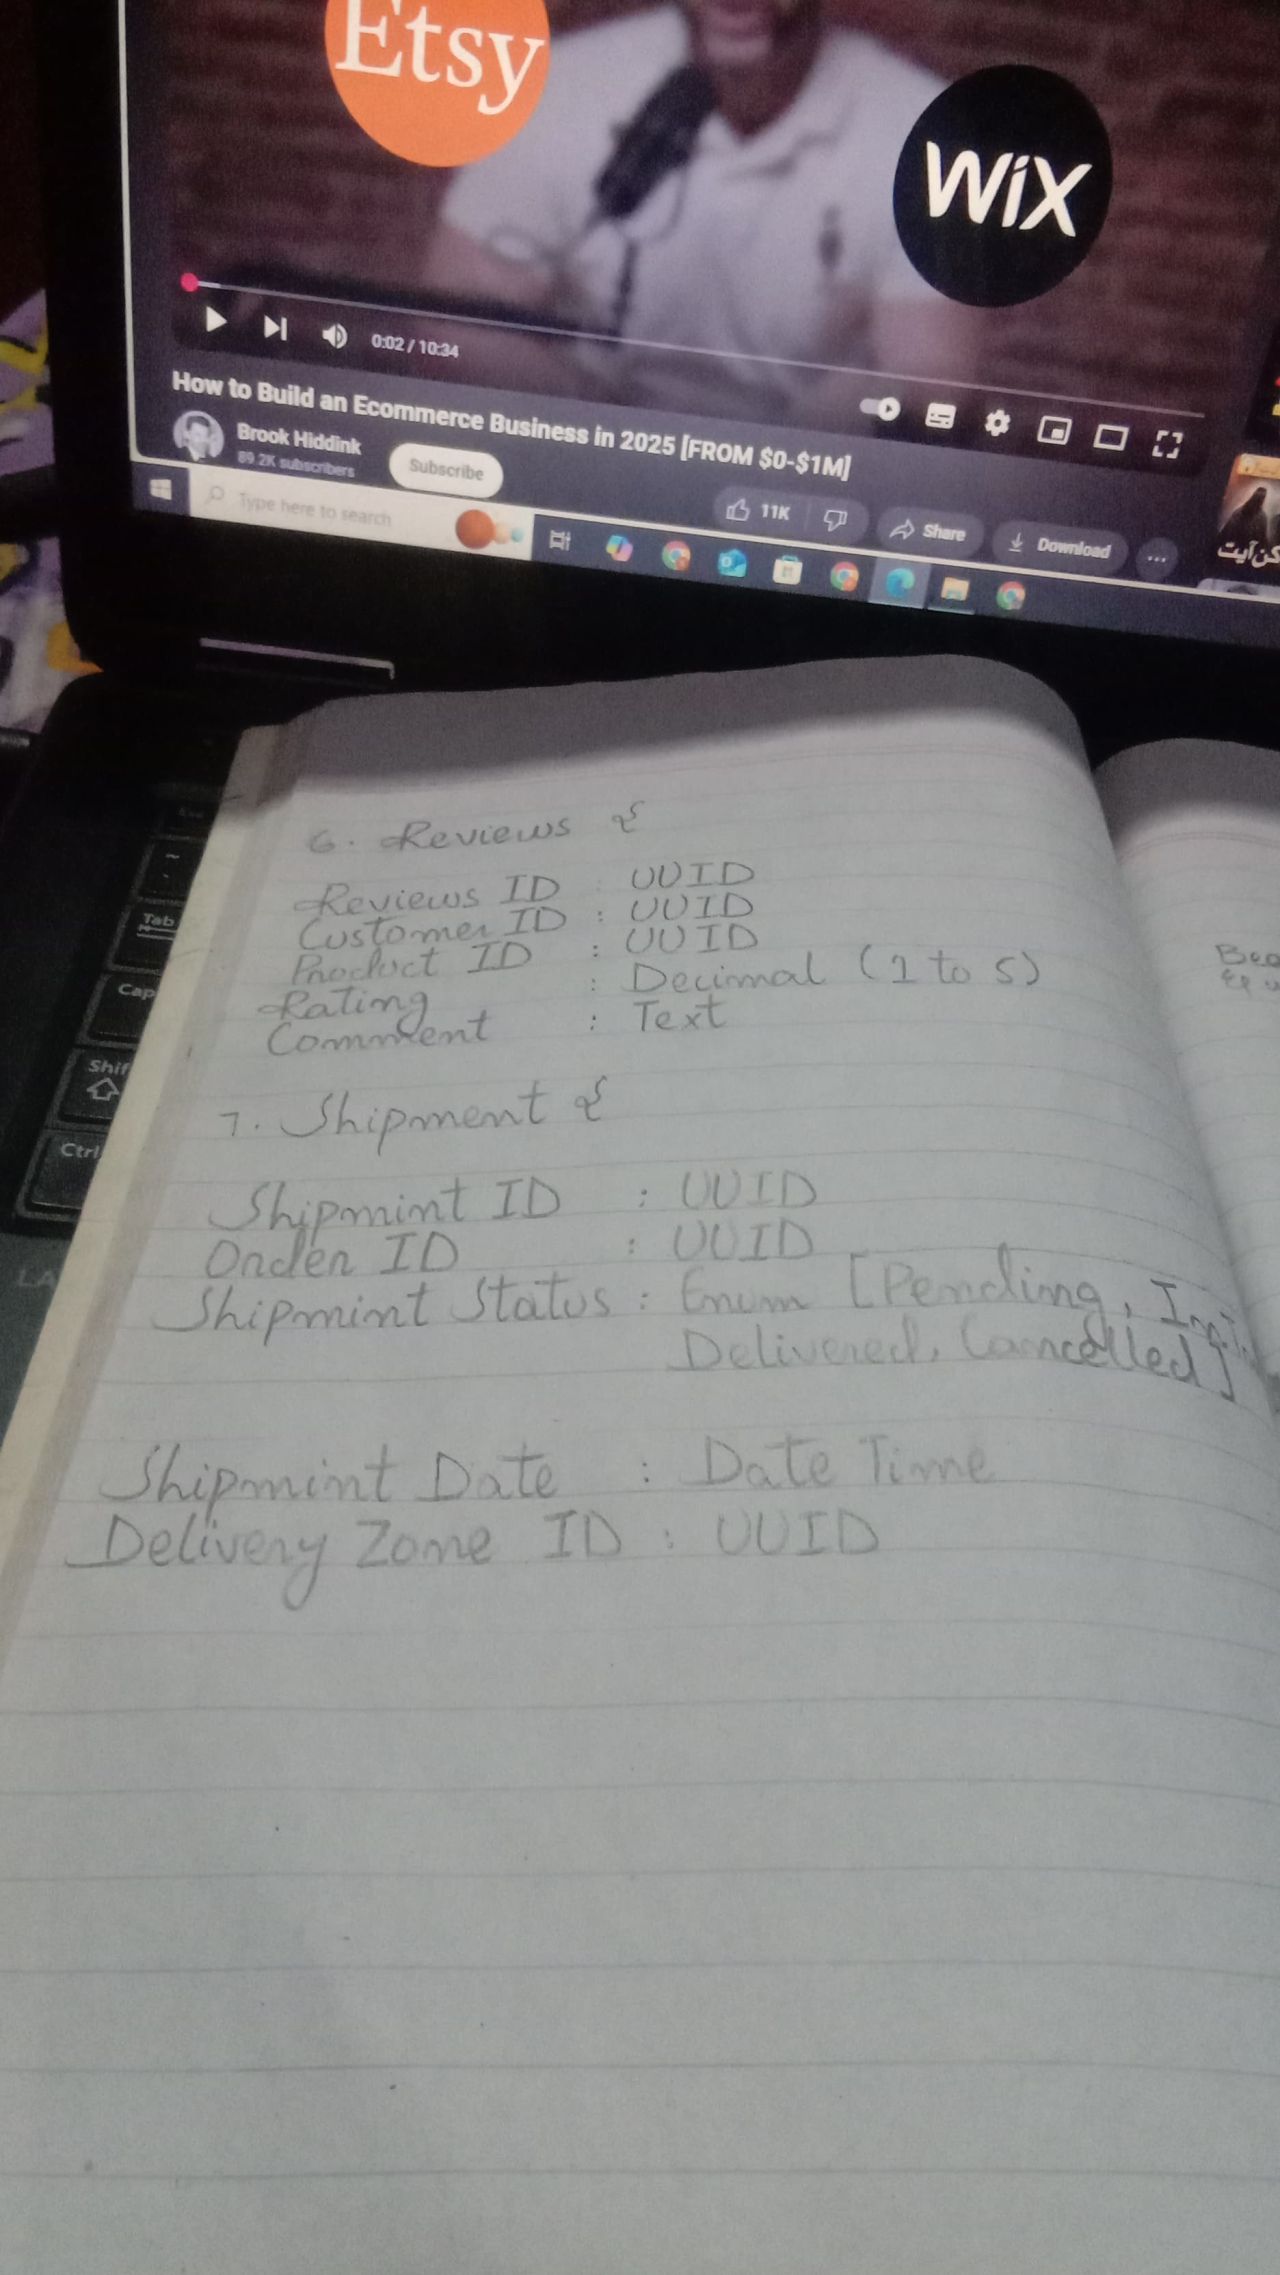 Etsy
WiX
0:02 / 10:34
How to Build an Ecommerce Business in 2025 [FROM $0-$1M]
Brook Hiddink
89.2K subscribers
Subscribe
11K
Share
Download
Type here to search
Esc
Tab
Cap
Shif
Ctrl
6. Reviews {
Reviews ID : UUID
Customer ID : UUID
Product ID : UUID
Rating : Decimal (1 to 5)
Comment : Text
7. Shipment {
Shipmint ID : UUID
Order ID : UUID
Shipmint Status : Enum [Pending,
Delivered, Cancelled]
Shipmint Date : Date Time
Delivery Zone ID : UUID